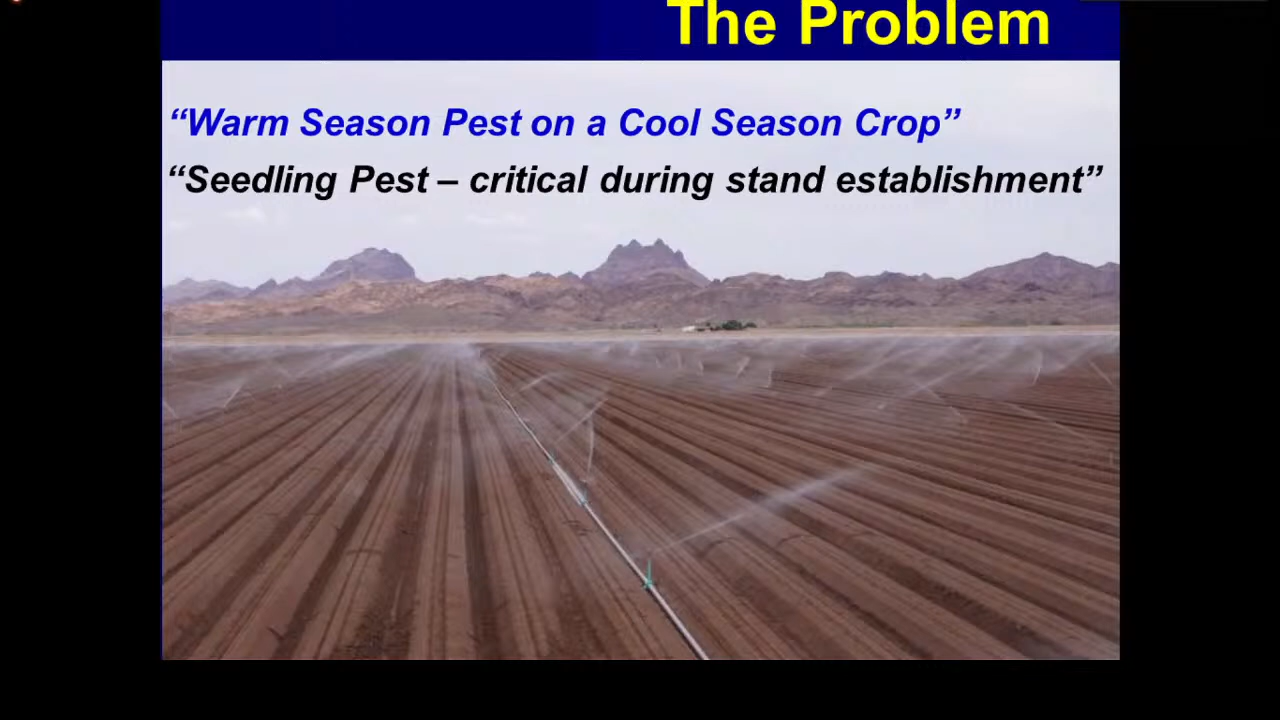 The Problem
“Warm Season Pest on a Cool Season Crop”
“Seedling Pest – critical during stand establishment”